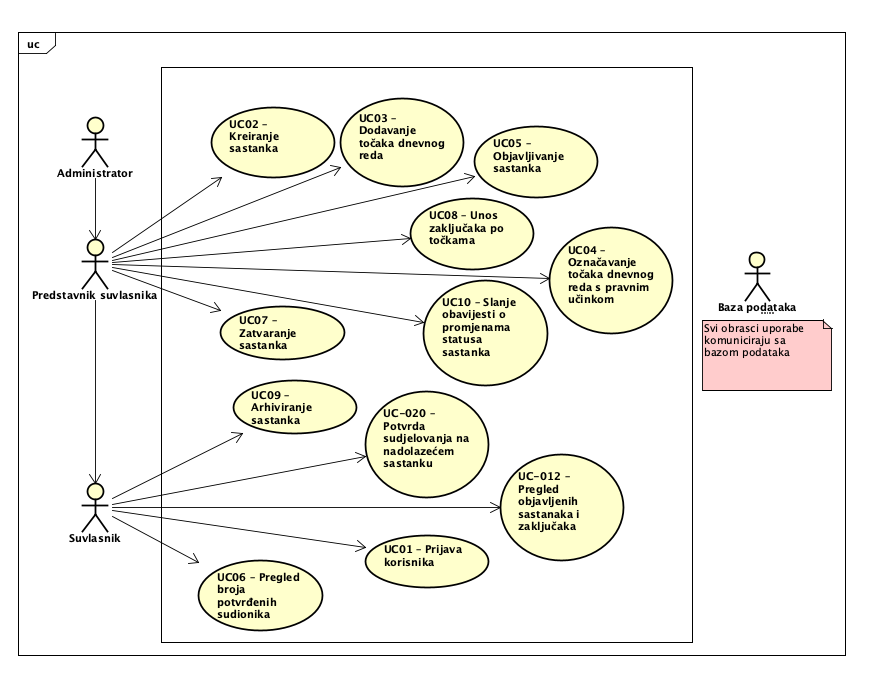 uc
Administrator
Predstavnik suvlasnika
Suvlasnik
UC02 – 
Kreiranje
sastanka
UC03 –
Dodavanje
točaka dnevnog
reda
UC05 –
Objavljivanje
sastanka
UC08 – Unos
zaključaka po
točkama
UC04 –
Označavanje
točaka dnevnog
reda s pravnim
učinkom
UC10 – Slanje
obavijesti o
promjenama
statusa
sastanka
UC07 –
Zatvaranje
sastanka
UC09 –
Arhiviranje
sastanka
UC-020 –
Potvrda
sudjelovanja na
nadolazećem
sastanku
UC-012 –
Pregled
objavljenih
sastanaka i
zaključaka
UC01 – Prijava
korisnika
UC06 – Pregled
broja
potvrđenih
sudionika
Baza podataka
Svi obrasci uporabe
komuniciraju sa
bazom podataka